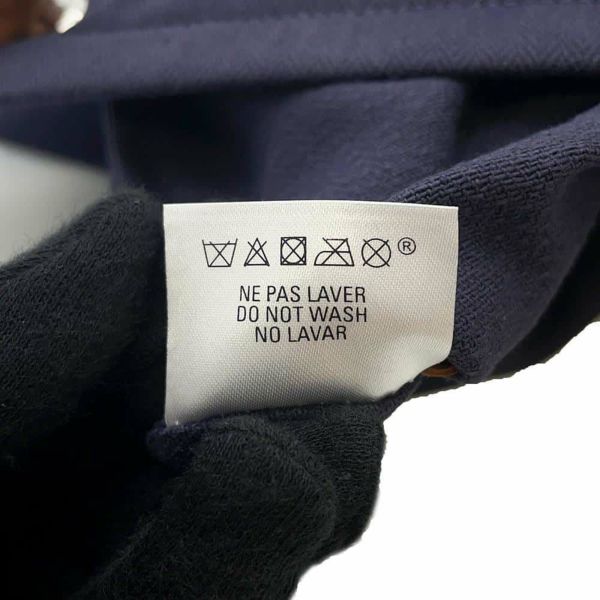 ®
NE PAS LAVER
DO NOT WASH
NO LAVAR